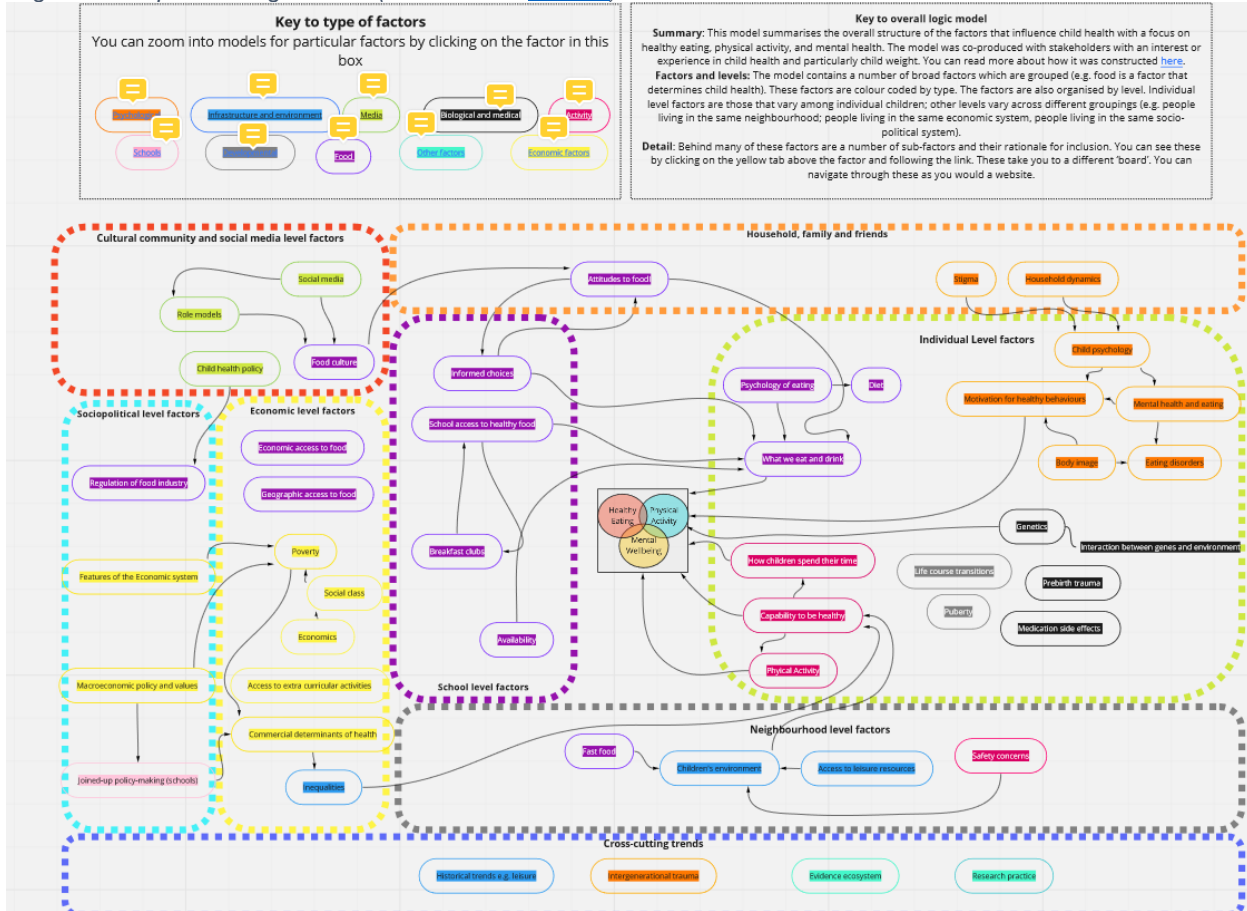 Key to type of factors
You can zoom into models for particular factors by clicking on the factor in this
box
Infrastructure and environment
Media
Biological and medical
Activity
Schools
Food
Other factors
Economic factors
Key to overall logic model
Summary: This model summarises the overall structure of the factors that influence child health with a focus on
healthy eating, physical activity, and mental health. The model was co-produced with stakeholders with an interest or
experience in child health and particularly child weight. You can read more about how it was constructed here.
Factors and levels: The model contains a number of broad factors which are grouped (e.g. food is a factor that
determines child health). These factors are colour coded by type. The factors are also organised by level. Individual
level factors are those that vary among individual children; other levels vary across different groupings (e.g. people
living in the same neighbourhood; people living in the same economic system, people living in the same socio-
political system).
Detail: Behind many of these factors are a number of sub-factors and their rationale for inclusion. You can see these
by clicking on the yellow tab above the factor and following the link. These take you to a different 'board'. You can
navigate through these as you would a website.
Cultural community and social media level factors
Social media
Role models
Food culture
Child health policy
Household, family and friends
Attitudes to food
Stigma
Household dynamics
Sociopolitical level factors
Regulation of food industry
Features of the Economic system
Macroeconomic policy and values
Joined-up policy-making (schools)
Economic level factors
Economic access to food
Geographic access to food
Poverty
Social class
Economics
Access to extra curricular activities
Commercial determinants of health
Inequalities
Informed choices
School access to healthy food
Breakfast clubs
Availability
School level factors
Individual Level factors
Child psychology
Psychology of eating
Diet
Motivation for healthy behaviours
Mental health and eating
What we eat and drink
Body image
Eating disorders
Healthy
Eating
Physical
Activity
Mental
Wellbeing
Genetics
Interaction between genes and environment
How children spend their time
Life course transitions
Prebirth trauma
Capability to be healthy
Puberty
Medication side effects
Phyical Activity
Neighbourhood level factors
Fast food
Children's environment
Access to leisure resources
Safety concerns
Cross-cutting trends
Historical trends e.g. leisure
Intergenerational trauma
Evidence ecosystem
Research practice